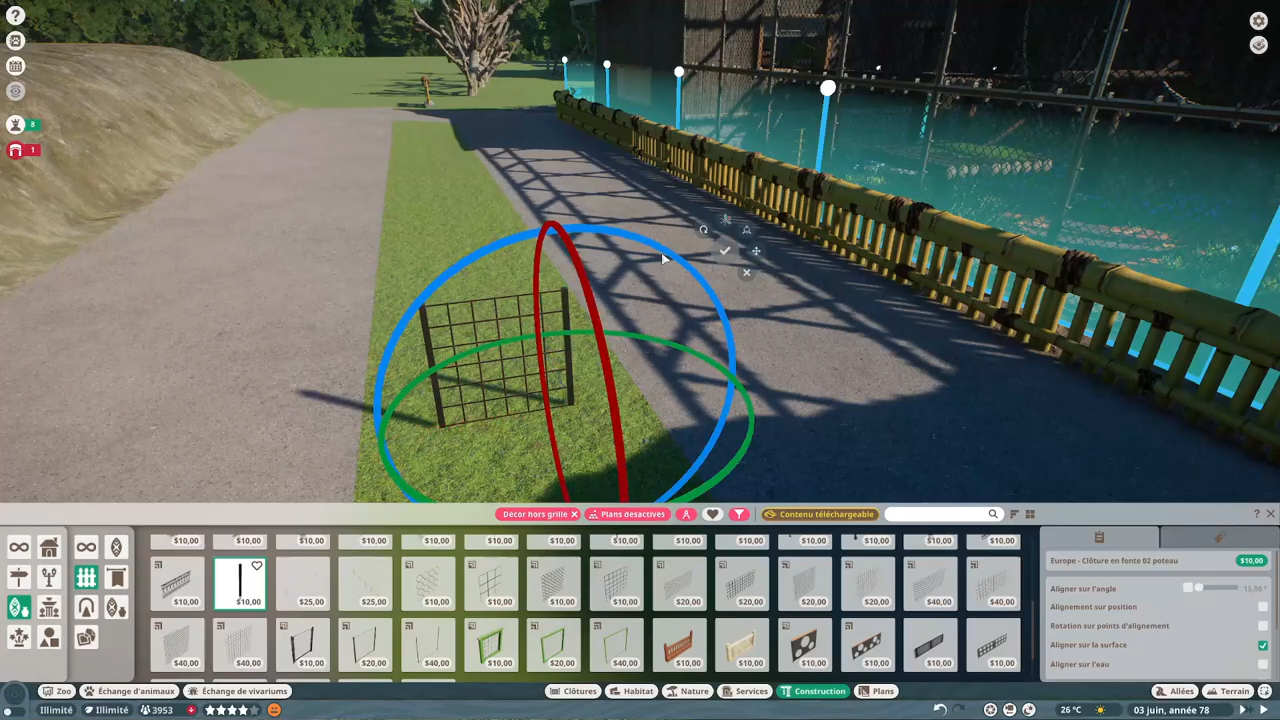 ?
8
1
Décor hors grille ×
Plans désactivés
Contenu téléchargeable
? ×
$10,00 $10,00 $10,00 $10,00 $10,00 $10,00 $10,00 $10,00 $10,00 $10,00 $10,00 $10,00 $10,00 $10,00
$10,00 $10,00 $25,00 $25,00 $10,00 $10,00 $10,00 $10,00 $20,00 $20,00 $20,00 $20,00 $40,00 $40,00
$40,00 $40,00 $10,00 $20,00 $40,00 $10,00 $20,00 $40,00 $10,00 $10,00 $10,00 $10,00 $10,00 $10,00
Europe - Clôture en fonte 02 poteau $10,00
Aligner sur l'angle 15,00°
Alignement sur position
Rotation sur points d'alignement
Aligner sur la surface
Aligner sur l'eau
Zoo
Échange d'animaux
Échange de vivariums
Clôtures
Habitat
Nature
Services
Construction
Plans
Allées
Terrain
Illimité
Illimité
3953
26 °C
03 juin, année 78